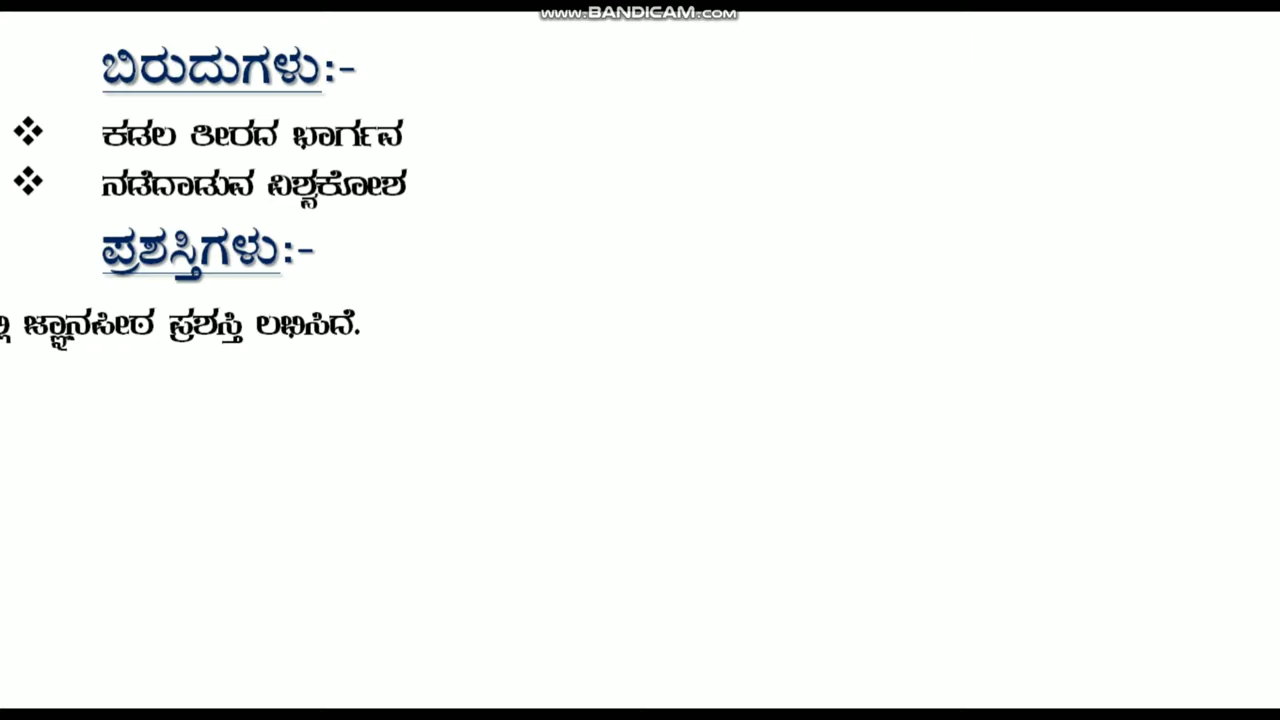 www.BANDICAM.com
ಬಿರುದುಗಳು:-
❖ ಕಡಲ ತೀರದ ಭಾರ್ಗವ
❖ ನಡೆದಾಡುವ ವಿಶ್ವಕೋಶ
ಪ್ರಶಸ್ತಿಗಳು:-
ಜ್ಞಾನಪೀಠ ಪ್ರಶಸ್ತಿ ಲಭಿಸಿದೆ.